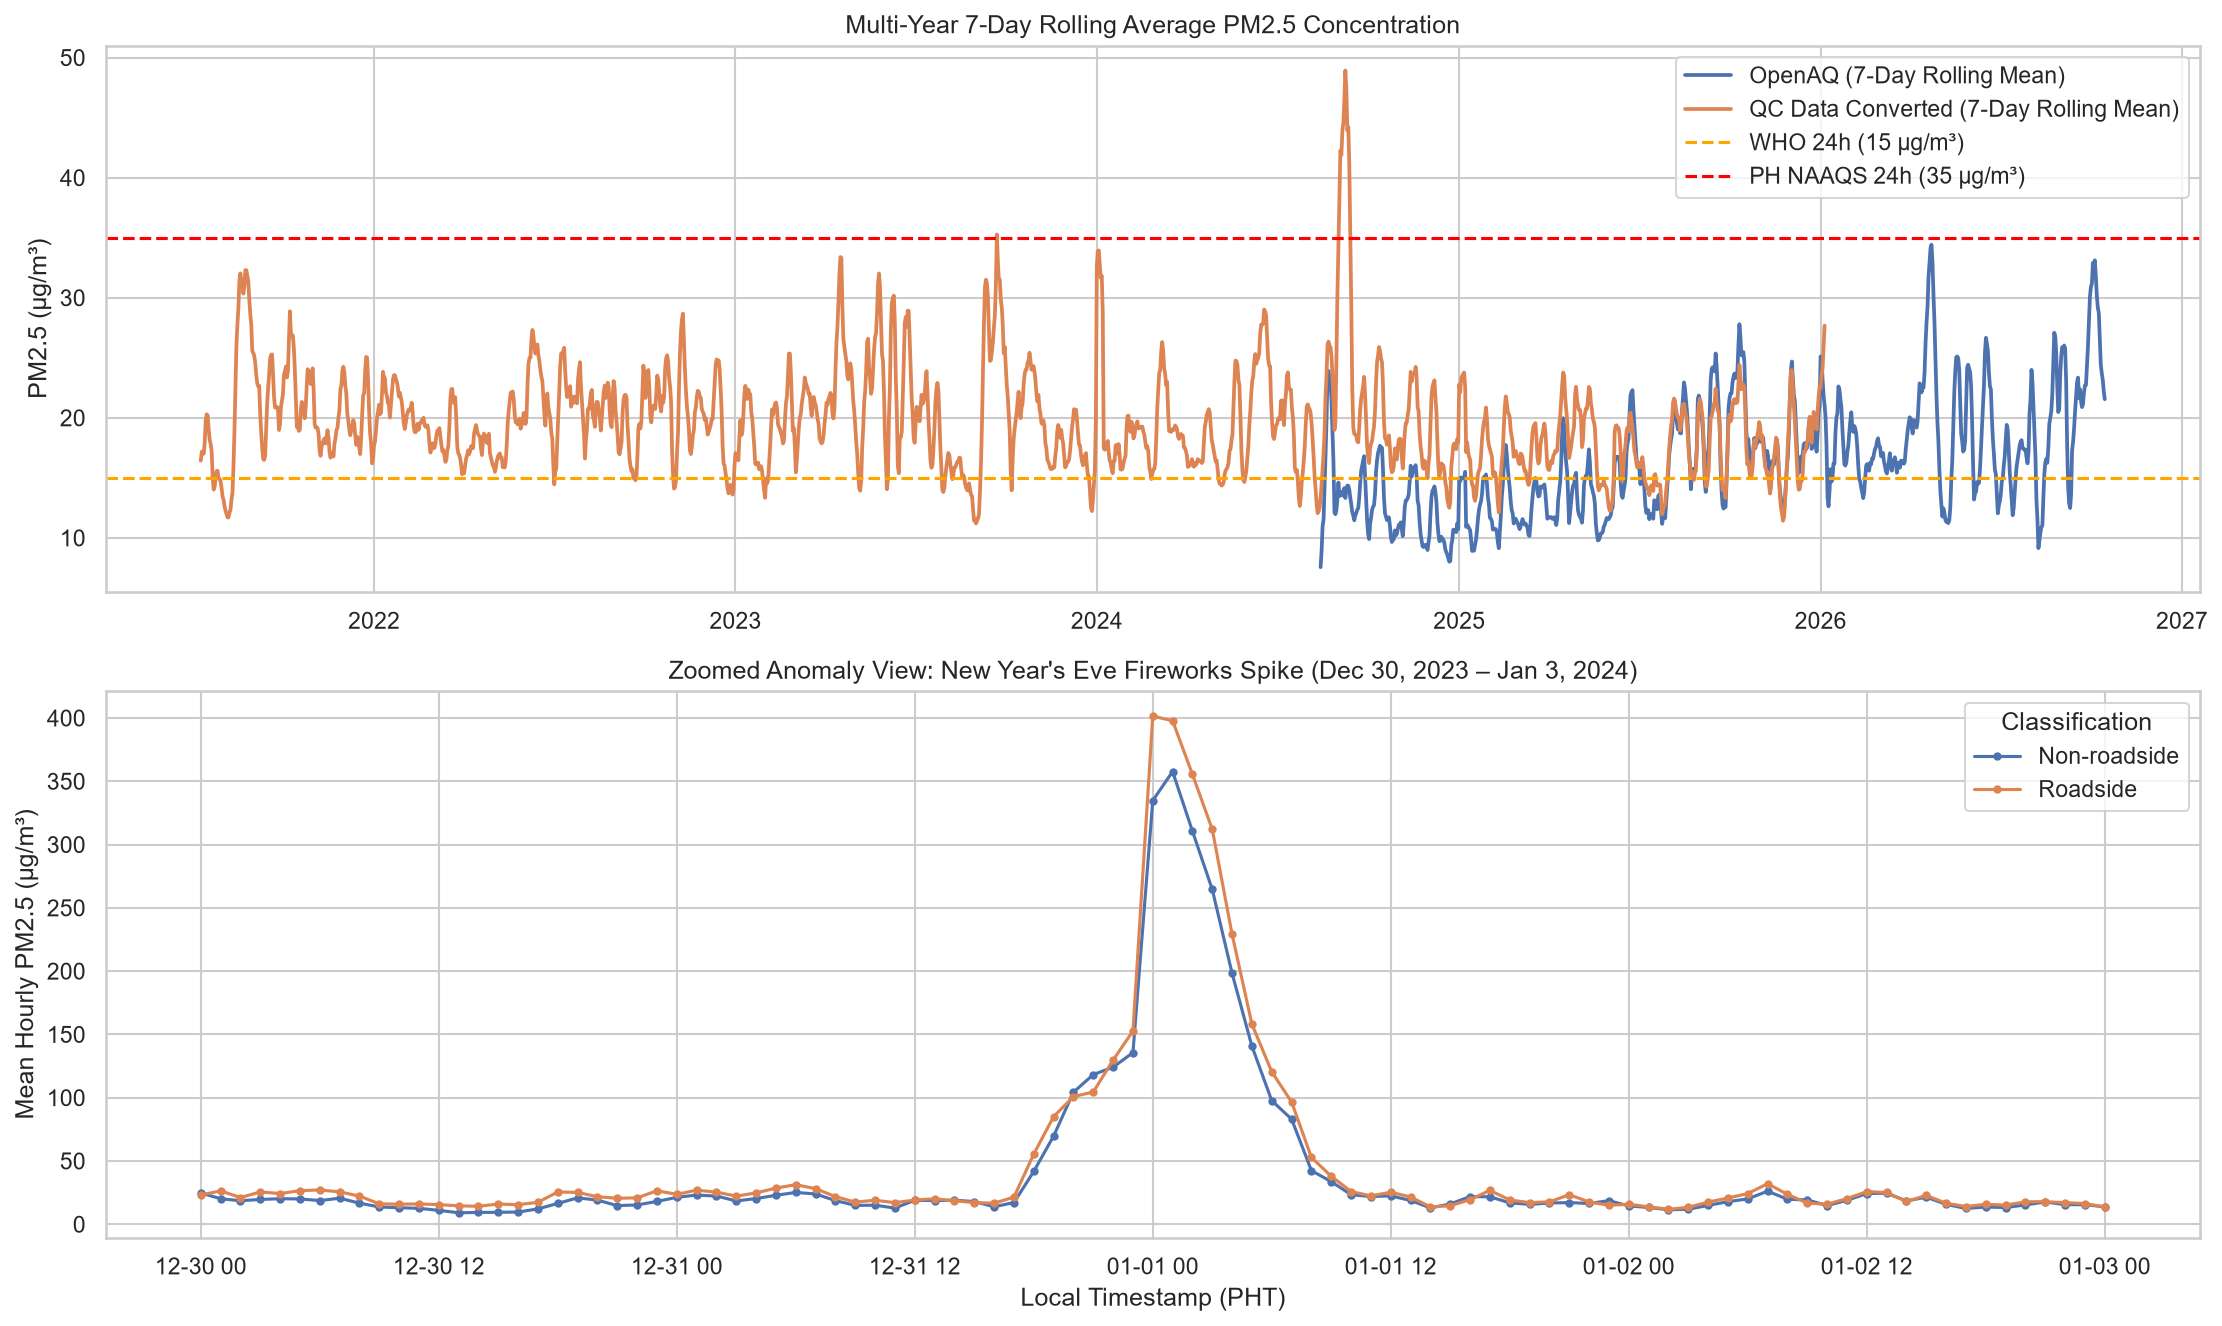 Multi-Year 7-Day Rolling Average PM2.5 Concentration
50
40
30
20
10
PM2.5 (µg/m³)
OpenAQ (7-Day Rolling Mean)
QC Data Converted (7-Day Rolling Mean)
WHO 24h (15 µg/m³)
PH NAAQS 24h (35 µg/m³)
2022 2023 2024 2025 2026 2027
Zoomed Anomaly View: New Year's Eve Fireworks Spike (Dec 30, 2023 – Jan 3, 2024)
400
350
300
250
200
150
100
50
0
Mean Hourly PM2.5 (µg/m³)
Classification
Non-roadside
Roadside
12-30 00 12-30 12 12-31 00 12-31 12 01-01 00 01-01 12 01-02 00 01-02 12 01-03 00
Local Timestamp (PHT)